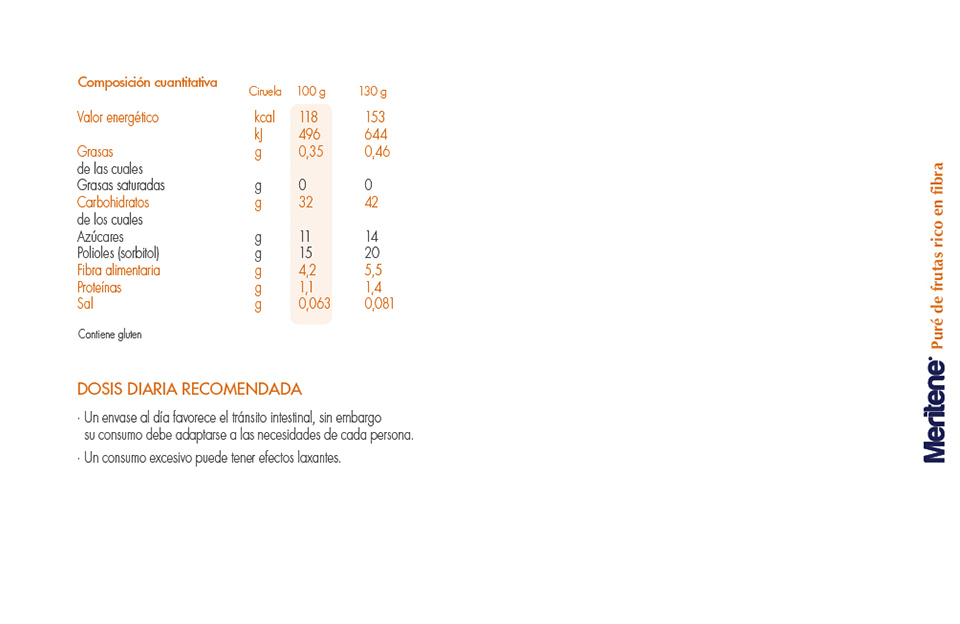 Composición cuantitativa
Ciruela 100 g 130 g
Valor energético kcal 118 153
kJ 496 644
Grasas g 0,35 0,46
de las cuales
Grasas saturadas g 0 0
Carbohidratos g 32 42
de los cuales
Azúcares g 11 14
Polioles (sorbitol) g 15 20
Fibra alimentaria g 4,2 5,5
Proteínas g 1,1 1,4
Sal g 0,063 0,081
Contiene gluten
DOSIS DIARIA RECOMENDADA
· Un envase al día favorece el tránsito intestinal, sin embargo
su consumo debe adaptarse a las necesidades de cada persona.
· Un consumo excesivo puede tener efectos laxantes.
Meritene® Puré de frutas rico en fibra